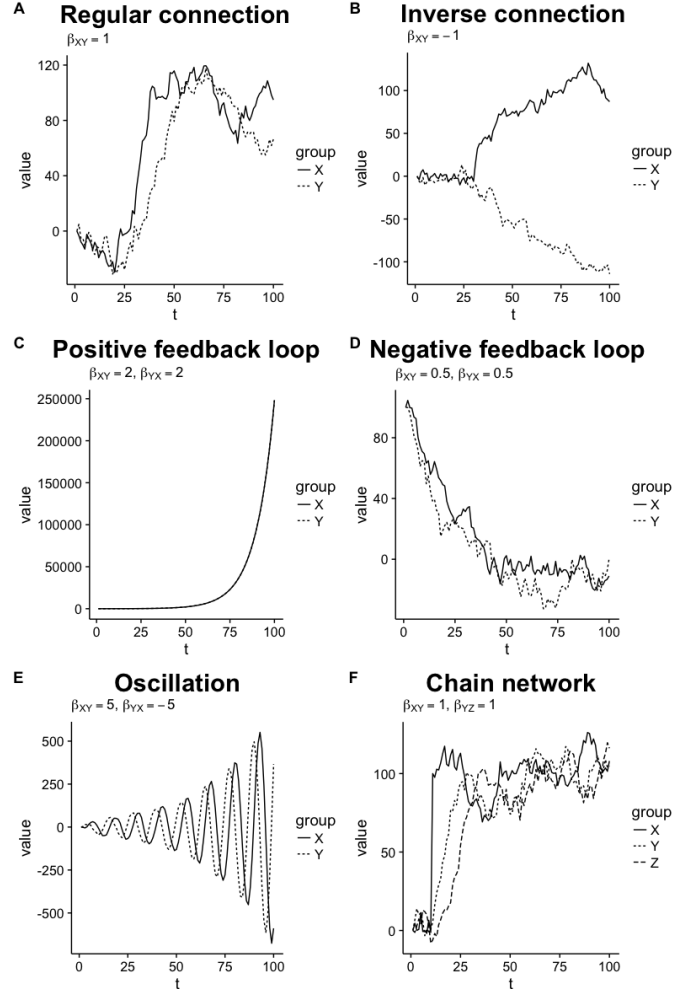 A Regular connection
βXY = 1
120
80
40
0
value
0 25 50 75 100
t
group
X
Y
B Inverse connection
βXY = −1
100
50
0
-50
-100
value
0 25 50 75 100
t
group
X
Y
C Positive feedback loop
βXY = 2, βYX = 2
250000
200000
150000
100000
50000
0
value
0 25 50 75 100
t
group
X
Y
D Negative feedback loop
βXY = 0.5, βYX = 0.5
80
40
0
value
0 25 50 75 100
t
group
X
Y
E Oscillation
βXY = 5, βYX = −5
500
250
0
-250
-500
value
0 25 50 75 100
t
group
X
Y
F Chain network
βXY = 1, βYZ = 1
100
50
0
value
0 25 50 75 100
t
group
X
Y
Z